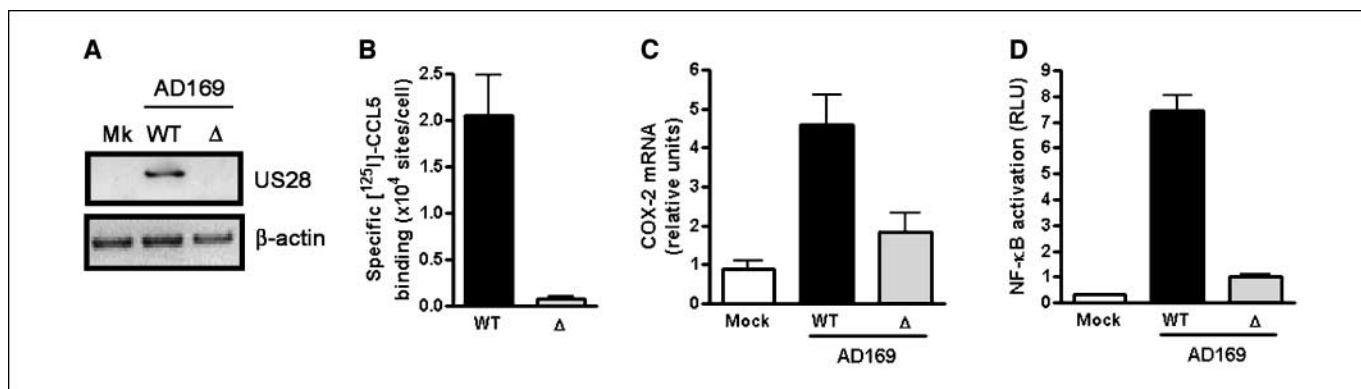 A
AD169
Mk WT Δ
US28
β-actin
B
Specific [¹²⁵I]-CCL5
binding (x10⁴ sites/cell)
2.5
2.0
1.5
1.0
0.5
0.0
WT Δ
C
COX-2 mRNA
(relative units)
6
5
4
3
2
1
0
Mock WT Δ
AD169
D
NF-κB activation (RLU)
9
8
7
6
5
4
3
2
1
0
Mock WT Δ
AD169